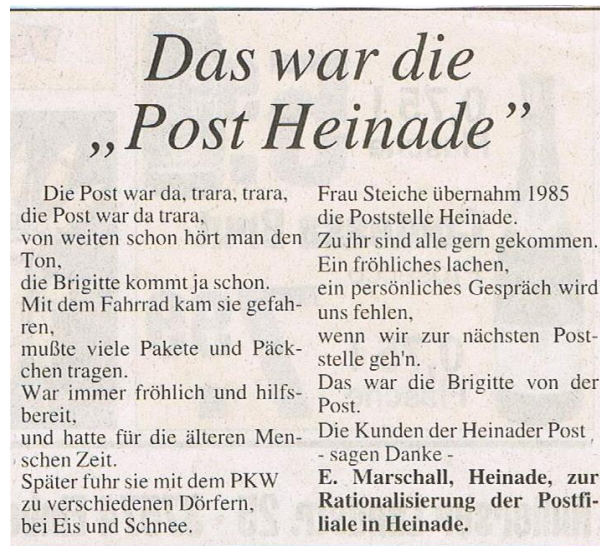 Das war die
„Post Heinade”
Die Post war da, trara, trara,
die Post war da trara,
von weiten schon hört man den
Ton,
die Brigitte kommt ja schon.
Mit dem Fahrrad kam sie gefah-
ren,
mußte viele Pakete und Päck-
chen tragen.
War immer fröhlich und hilfs-
bereit,
und hatte für die älteren Men-
schen Zeit.
Später fuhr sie mit dem PKW
zu verschiedenen Dörfern,
bei Eis und Schnee.
Frau Steiche übernahm 1985
die Poststelle Heinade.
Zu ihr sind alle gern gekommen.
Ein fröhliches lachen,
ein persönliches Gespräch wird
uns fehlen,
wenn wir zur nächsten Post-
stelle geh'n.
Das war die Brigitte von der
Post.
Die Kunden der Heinader Post
- sagen Danke -
E. Marschall, Heinade, zur
Rationalisierung der Postfi-
liale in Heinade.